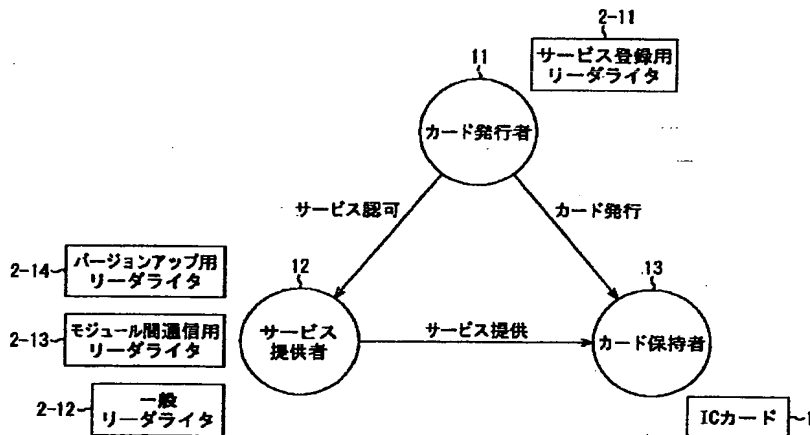 2-11
サービス登録用
リーダライタ
11
カード発行者
サービス認可
カード発行
2-14
バージョンアップ用
リーダライタ
12
サービス
提供者
サービス提供
13
カード保持者
2-13
モジュール間通信用
リーダライタ
2-12
一般
リーダライタ
ICカード
1